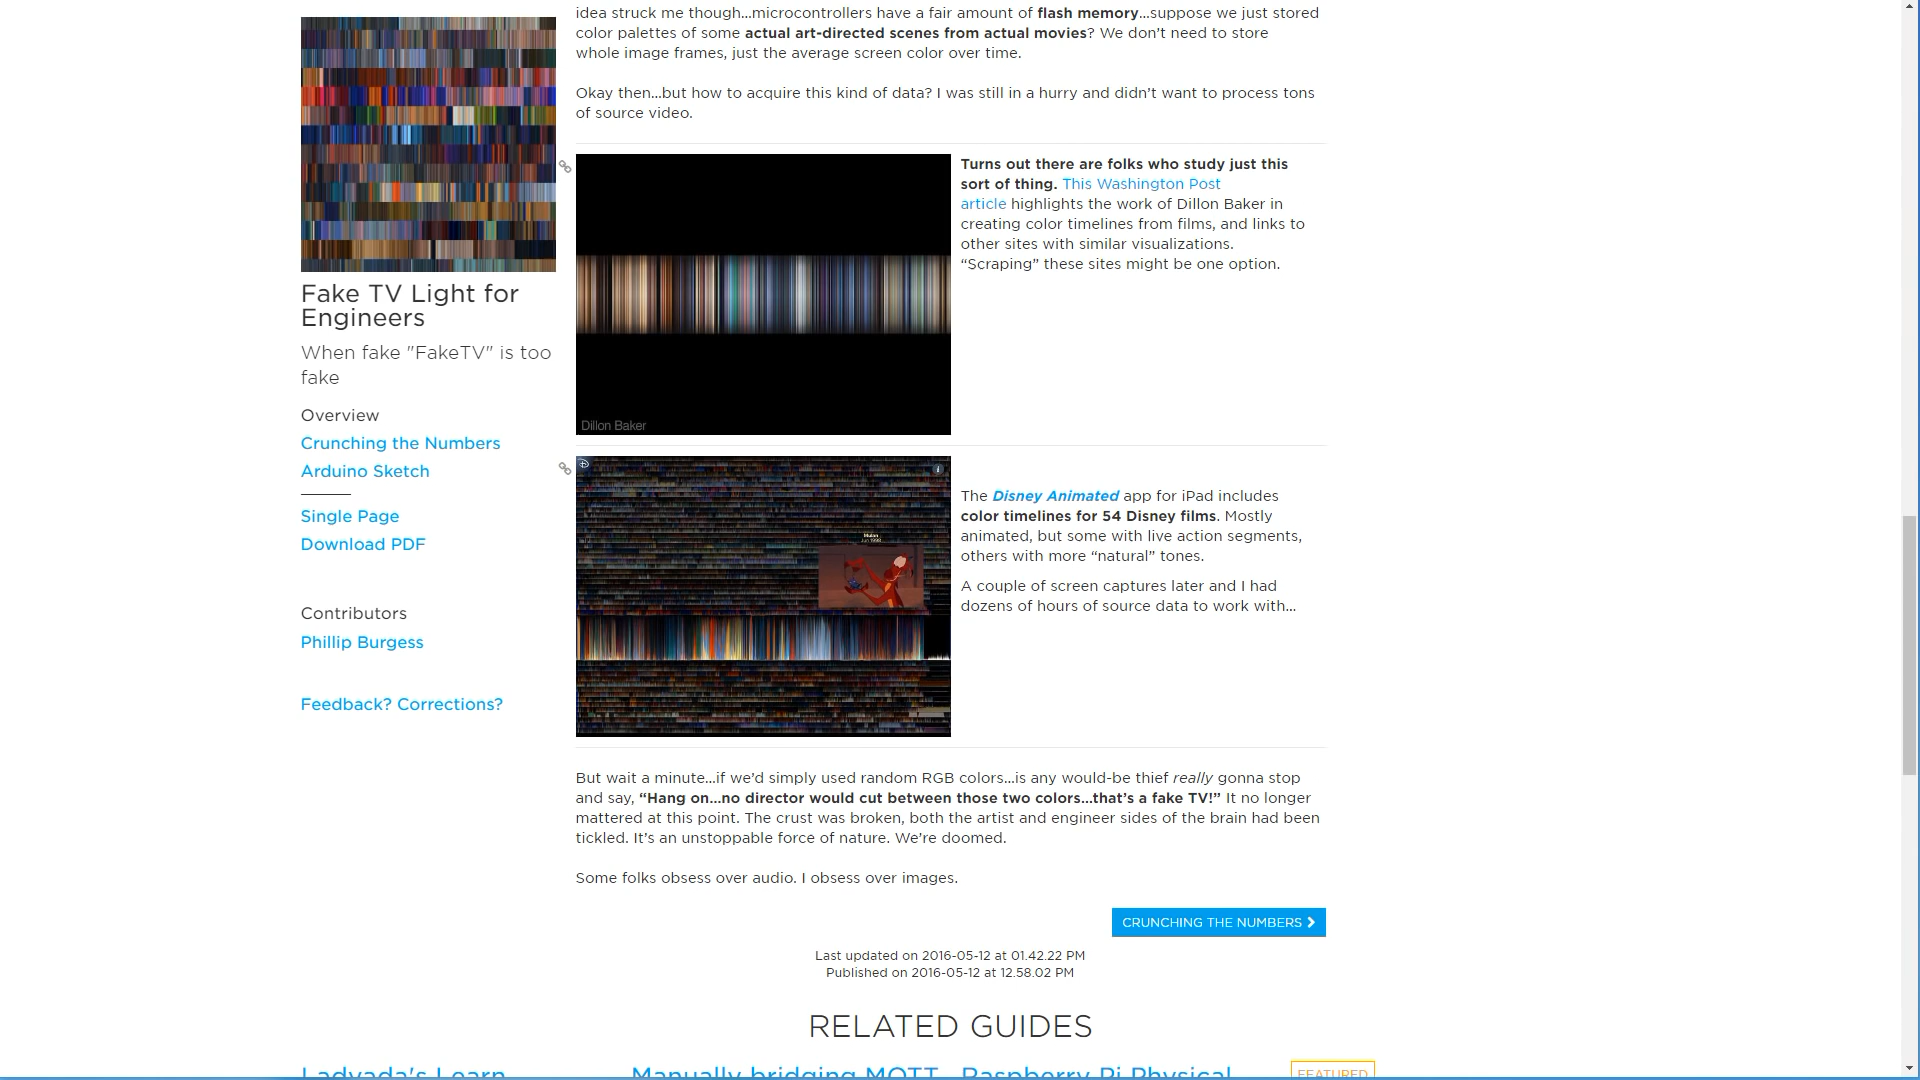 idea struck me though...microcontrollers have a fair amount of flash memory...suppose we just stored
color palettes of some actual art-directed scenes from actual movies? We don’t need to store
whole image frames, just the average screen color over time.
Okay then...but how to acquire this kind of data? I was still in a hurry and didn’t want to process tons
of source video.
Fake TV Light for
Engineers
When fake "FakeTV" is too
fake
Overview
Crunching the Numbers
Arduino Sketch
Single Page
Download PDF
Contributors
Phillip Burgess
Feedback? Corrections?
Dillon Baker
Turns out there are folks who study just this
sort of thing. This Washington Post
article highlights the work of Dillon Baker in
creating color timelines from films, and links to
other sites with similar visualizations.
“Scraping” these sites might be one option.
Mulan
Jun 1998
The Disney Animated app for iPad includes
color timelines for 54 Disney films. Mostly
animated, but some with live action segments,
others with more “natural” tones.
A couple of screen captures later and I had
dozens of hours of source data to work with...
But wait a minute...if we’d simply used random RGB colors...is any would-be thief really gonna stop
and say, “Hang on...no director would cut between those two colors...that’s a fake TV!” It no longer
mattered at this point. The crust was broken, both the artist and engineer sides of the brain had been
tickled. It’s an unstoppable force of nature. We’re doomed.
Some folks obsess over audio. I obsess over images.
CRUNCHING THE NUMBERS
Last updated on 2016-05-12 at 01.42.22 PM
Published on 2016-05-12 at 12.58.02 PM
RELATED GUIDES
Ladyada's Learn
Manually bridging MQTT
Raspberry Pi Physical
FEATURED